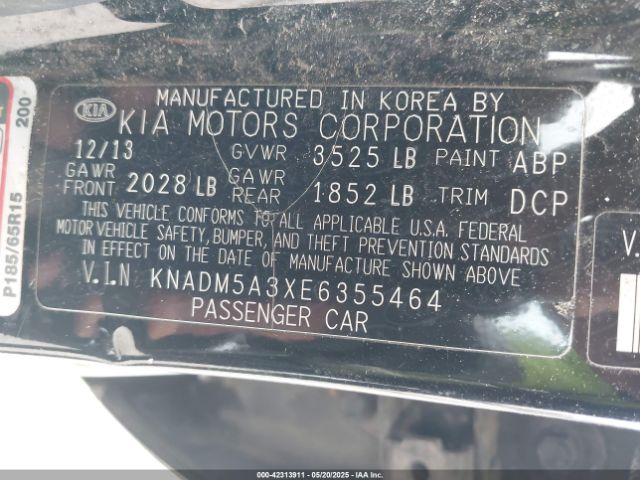 MANUFACTURED IN KOREA BY
KIA
KIA MOTORS CORPORATION
12/13 GVWR 3525 LB PAINT ABP
GAWR FRONT 2028 LB GAWR REAR 1852 LB TRIM DCP
THIS VEHICLE CONFORMS TO ALL APPLICABLE U.S.A. FEDERAL
MOTOR VEHICLE SAFETY, BUMPER, AND THEFT PREVENTION STANDARDS
IN EFFECT ON THE DATE OF MANUFACTURE SHOWN ABOVE
V.I.N KNADM5A3XE6355464
PASSENGER CAR
200
P185/65R15
V.
000-42313911 - 05/20/2025 - IAAI.COM